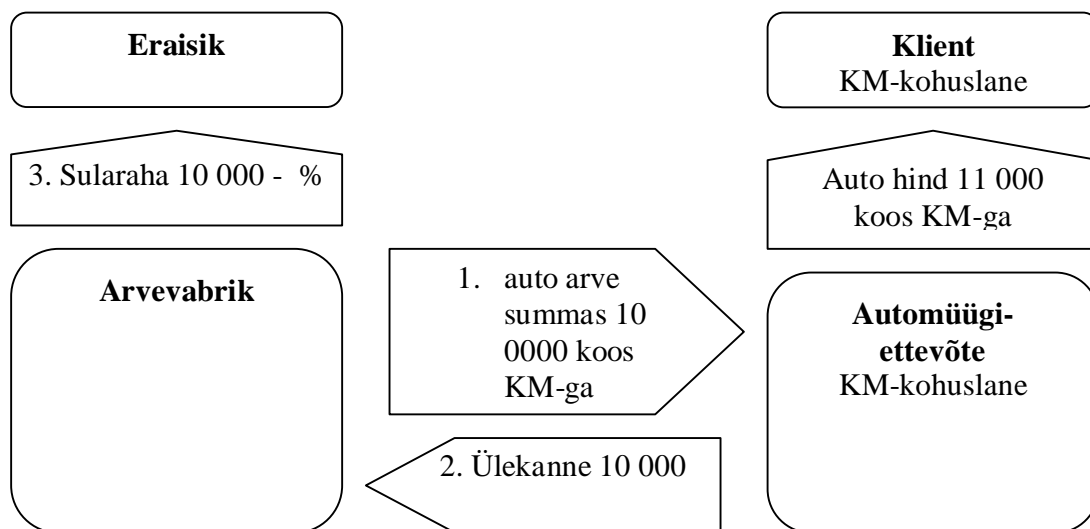 Eraisik
Klient
KM-kohuslane
3. Sularaha 10 000 - %
Auto hind 11 000
koos KM-ga
Arvevabrik
1. auto arve
summas 10
0000 koos
KM-ga
Automüügi-
ettevõte
KM-kohuslane
2. Ülekanne 10 000